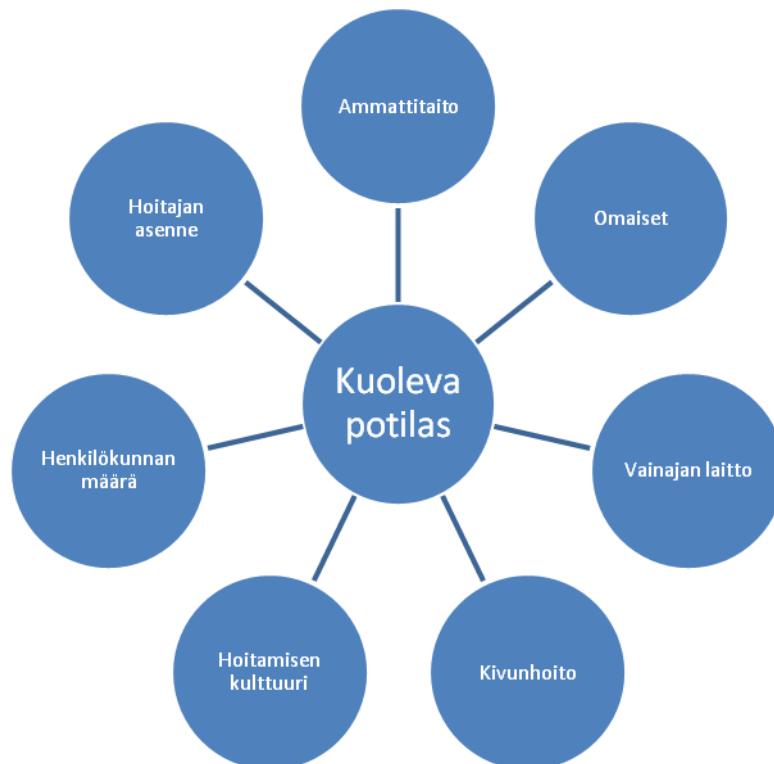 Ammattitaito
Hoitajan
asenne
Omaiset
Kuoleva
potilas
Henkilökunnan
määrä
Vainajan laitto
Hoitamisen
kulttuuri
Kivunhoito